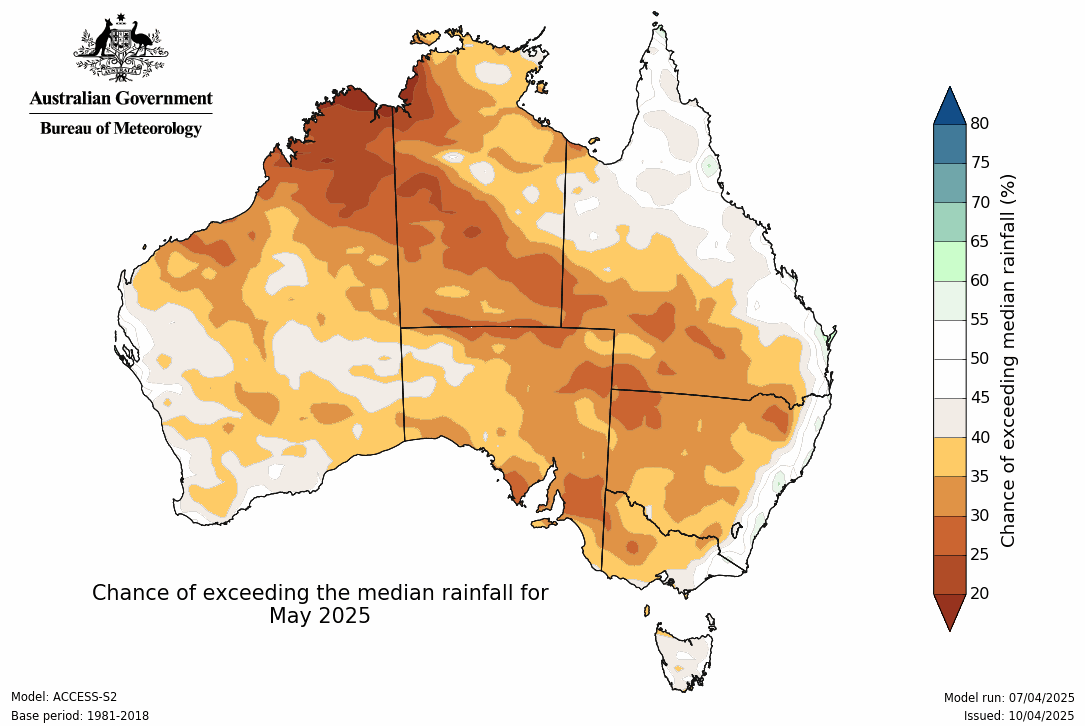 Australian Government
Bureau of Meteorology
80
75
70
65
60
55
50
45
40
35
30
25
20
Chance of exceeding median rainfall (%)
Chance of exceeding the median rainfall for
May 2025
Model: ACCESS-S2
Base period: 1981-2018
Model run: 07/04/2025
Issued: 10/04/2025